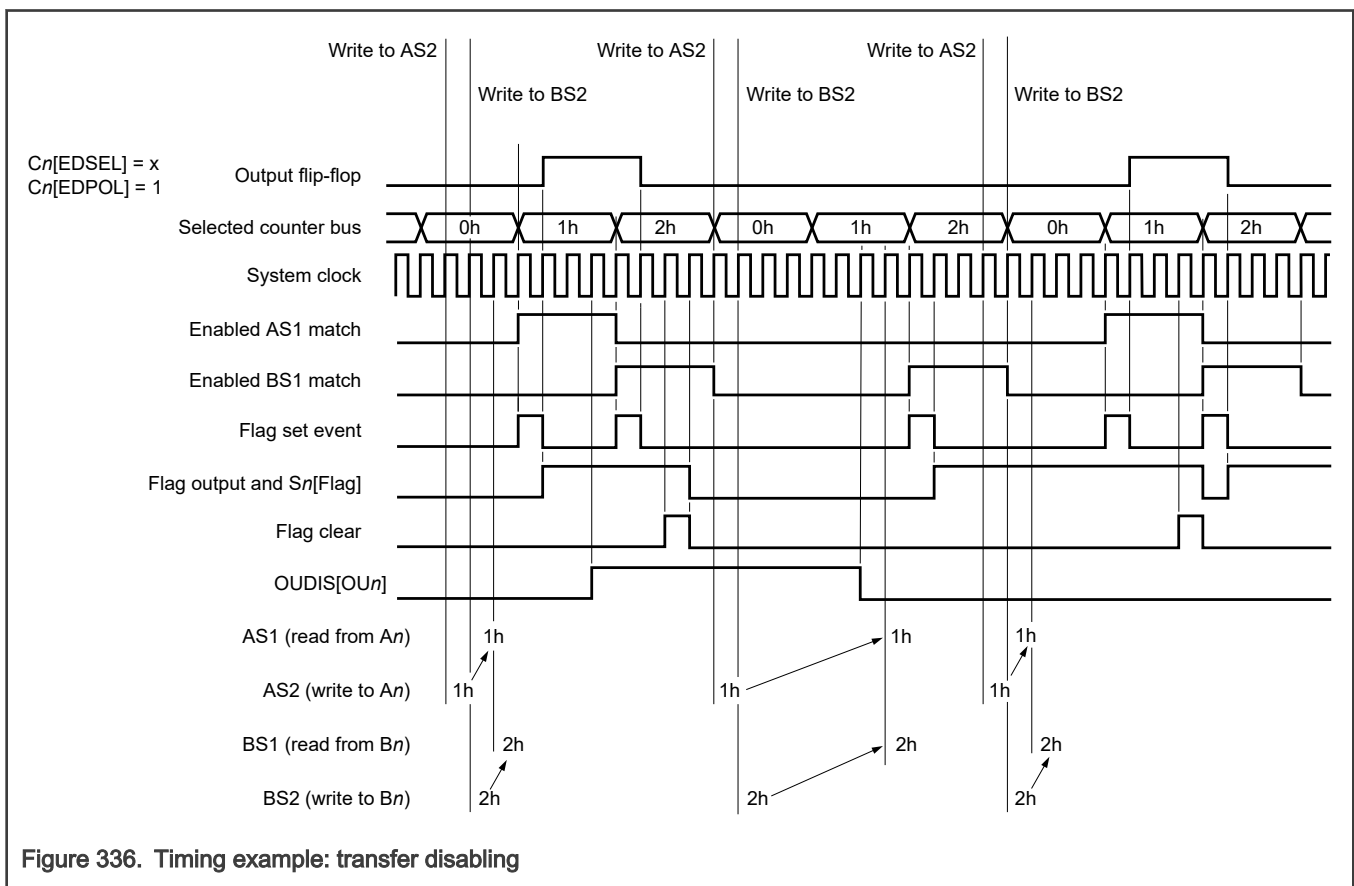 Write to AS2 Write to AS2 Write to AS2
Write to BS2 Write to BS2 Write to BS2
Cn[EDSEL] = x
Cn[EDPOL] = 1
Output flip-flop
Selected counter bus 0h 1h 2h 0h 1h 2h 0h 1h 2h
System clock
Enabled AS1 match
Enabled BS1 match
Flag set event
Flag output and Sn[Flag]
Flag clear
OUDIS[OUn]
AS1 (read from An) 1h 1h 1h
AS2 (write to An) 1h 1h 1h
BS1 (read from Bn) 2h 2h 2h
BS2 (write to Bn) 2h 2h 2h
Figure 336. Timing example: transfer disabling